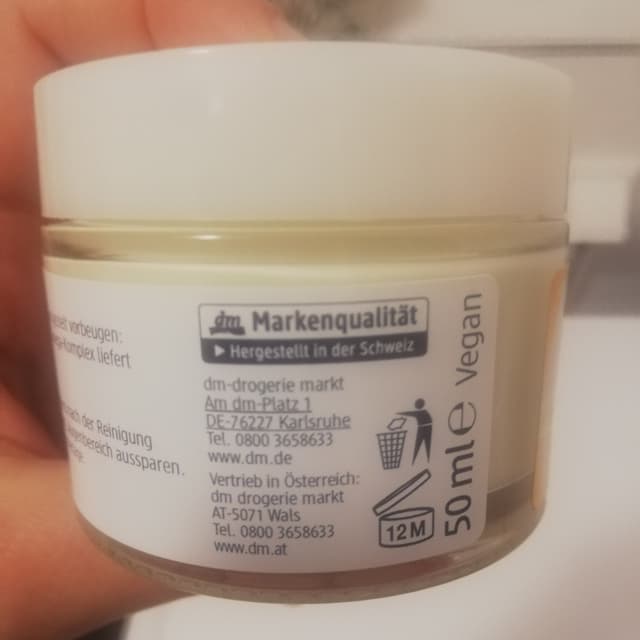 vorbeugen:
liefert
nach der Reinigung
aussparen.
dm Markenqualität
Hergestellt in der Schweiz
dm-drogerie markt
Am dm-Platz 1
DE-76227 Karlsruhe
Tel. 0800 3658633
www.dm.de
Vertrieb in Österreich:
dm drogerie markt
AT-5071 Wals
Tel. 0800 3658633
www.dm.at
12M
50 ml e Vegan